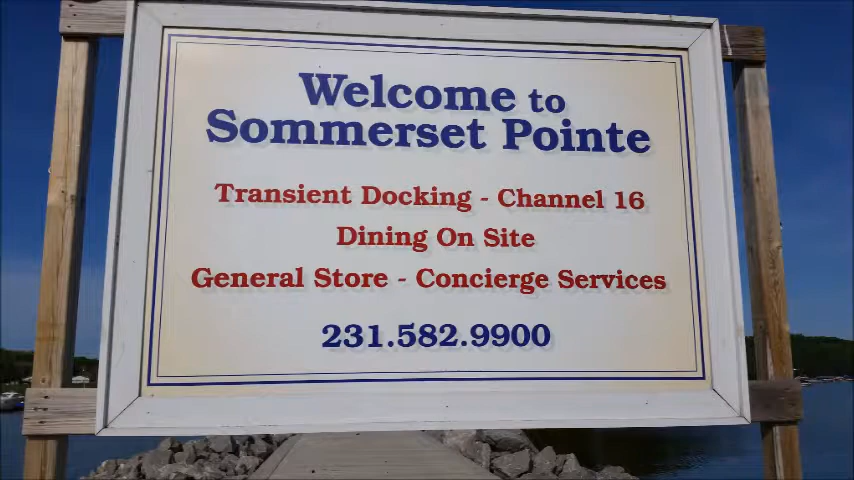 Welcome to
Sommerset Pointe
Transient Docking - Channel 16
Dining On Site
General Store - Concierge Services
231.582.9900